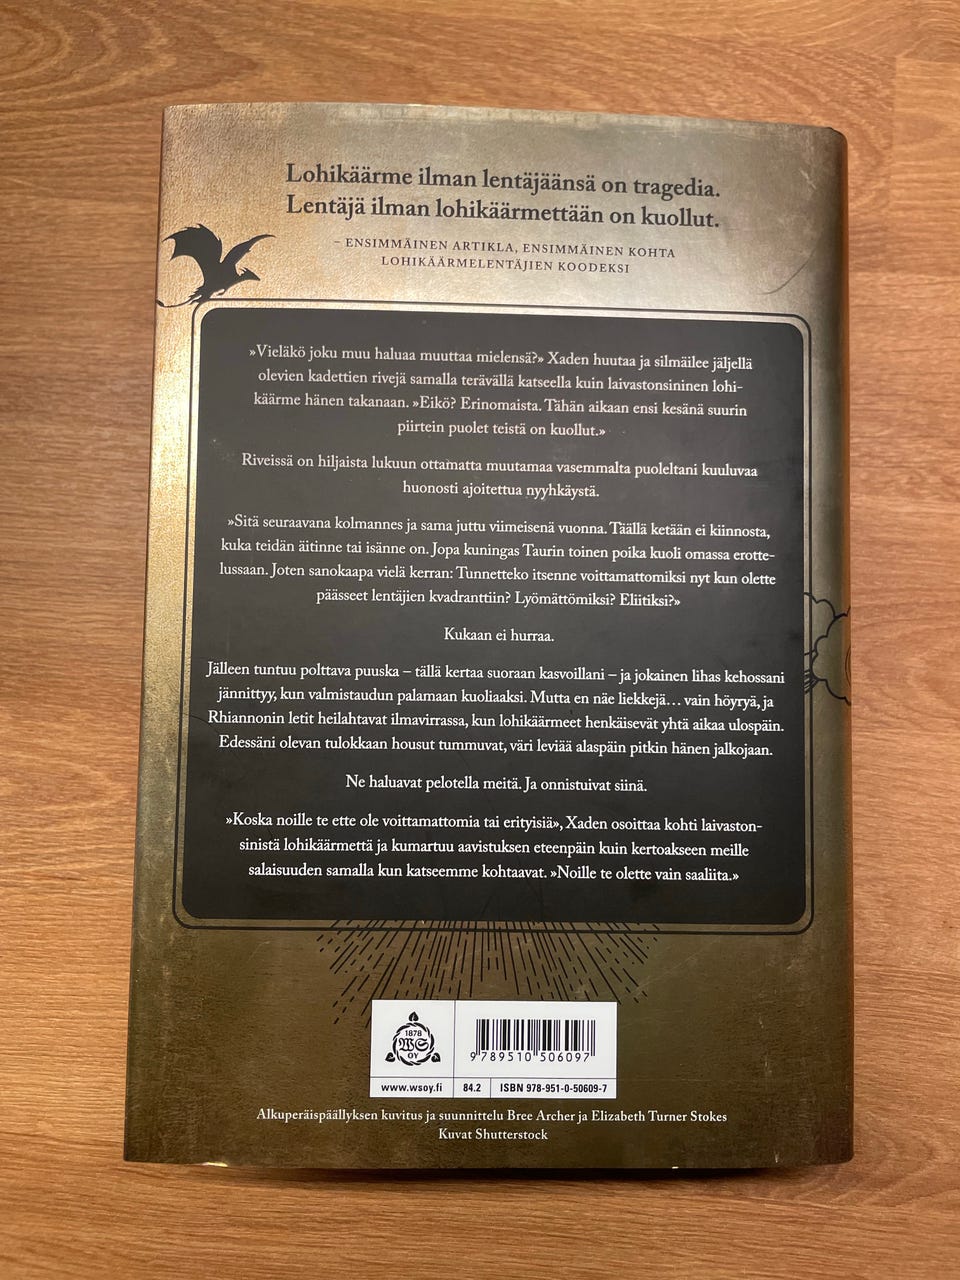 Lohikäärme ilman lentäjäänsä on tragedia.
Lentäjä ilman lohikäärmettään on kuollut.
– ENSIMMÄINEN ARTIKLA, ENSIMMÄINEN KOHTA
LOHIKÄÄRMELENTÄJIEN KOODEKSI
»Vieläkö joku muu haluaa muuttaa mielensä?» Xaden huutaa ja silmäilee jäljellä
olevien kadettien rivejä samalla terävällä katseella kuin laivastonsininen lohi-
käärme hänen takanaan. »Eikö? Erinomaista. Tähän aikaan ensi kesänä suurin
piirtein puolet teistä on kuollut.»
Riveissä on hiljaista lukuun ottamatta muutamaa vasemmalta puoleltani kuuluvaa
huonosti ajoitettua nyyhkäystä.
»Sitä seuraavana kolmannes ja sama juttu viimeisenä vuonna. Täällä ketään ei kiinnosta,
kuka teidän äitinne tai isänne on. Jopa kuningas Taurin toinen poika kuoli omassa erotte-
lussaan. Joten sanokaapa vielä kerran: Tunnetteko itsenne voittamattomiksi nyt kun olette
päässeet lentäjien kvadranttiin? Lyömättömiksi? Eliitiksi?»
Kukaan ei hurraa.
Jälleen tuntuu polttava puuska – tällä kertaa suoraan kasvoillani – ja jokainen lihas kehossani
jännittyy, kun valmistaudun palamaan kuoliaaksi. Mutta en näe liekkejä… vain höyryä, ja
Rhiannonin letit heilahtavat ilmavirrassa, kun lohikäärmeet henkäisevät yhtä aikaa ulospäin.
Edessäni olevan tulokkaan housut tummuvat, väri leviää alaspäin pitkin hänen jalkojaan.
Ne haluavat pelotella meitä. Ja onnistuivat siinä.
»Koska noille te ette ole voittamattomia tai erityisiä», Xaden osoittaa kohti laivaston-
sinistä lohikäärmettä ja kumartuu aavistuksen eteenpäin kuin kertoakseen meille
salaisuuden samalla kun katseemme kohtaavat. »Noille te olette vain saaliita.»
1878
WS
OY
9 789510 506097
www.wsoy.fi
84.2
ISBN 978-951-0-50609-7
Alkuperäispäällyksen kuvitus ja suunnittelu Bree Archer ja Elizabeth Turner Stokes
Kuvat Shutterstock